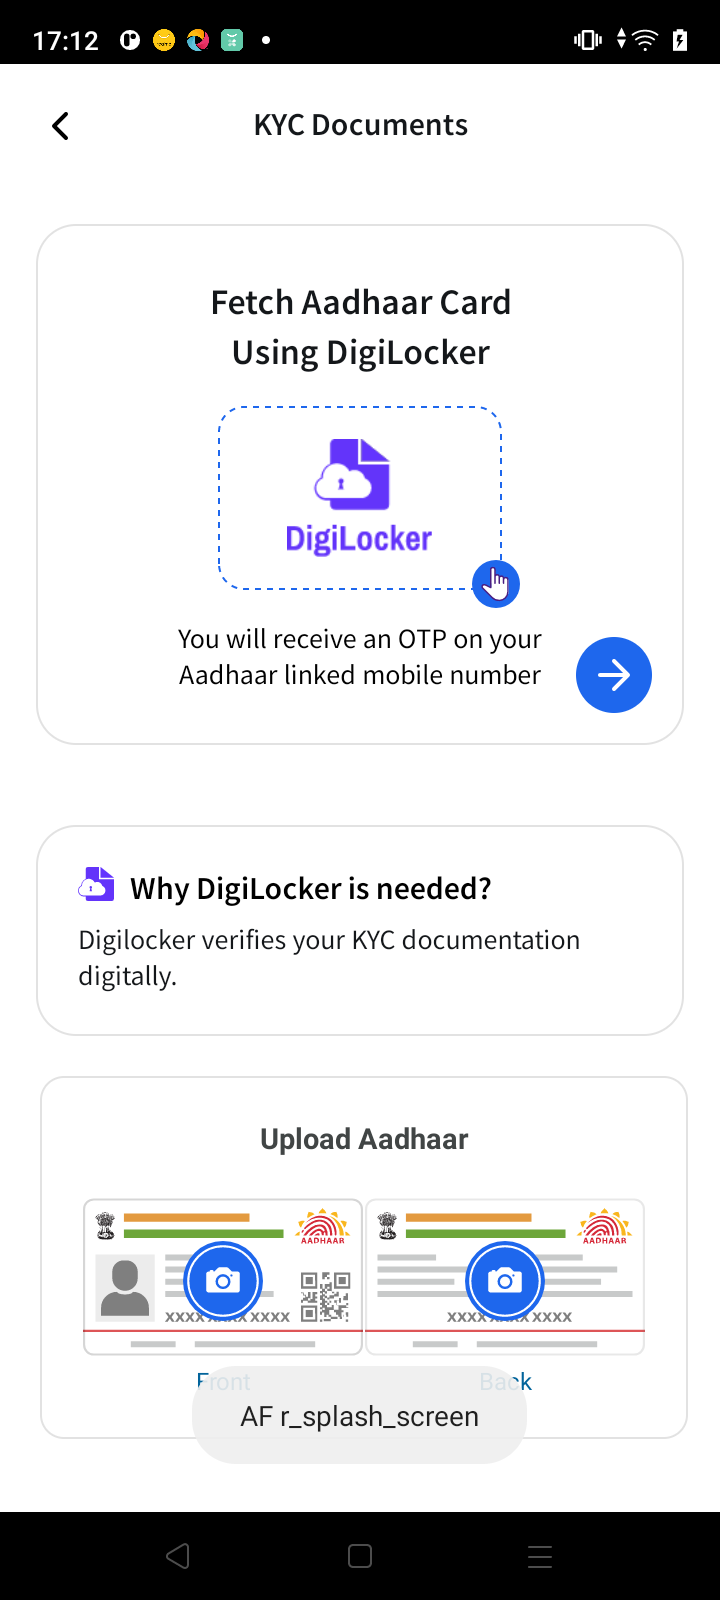 17:12
KYC Documents
Fetch Aadhaar Card
Using DigiLocker
DigiLocker
You will receive an OTP on your
Aadhaar linked mobile number
Why DigiLocker is needed?
Digilocker verifies your KYC documentation
digitally.
Upload Aadhaar
AADHAAR
AADHAAR
XXXX XXXX XXXX
XXXX XXXX XXXX
Front
Back
AF r_splash_screen